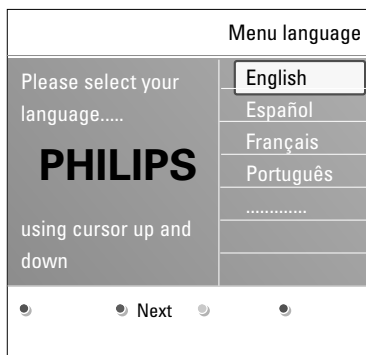 Menu language
Please select your
language.....
PHILIPS
using cursor up and
down
English
Español
Français
Português
.............
Next